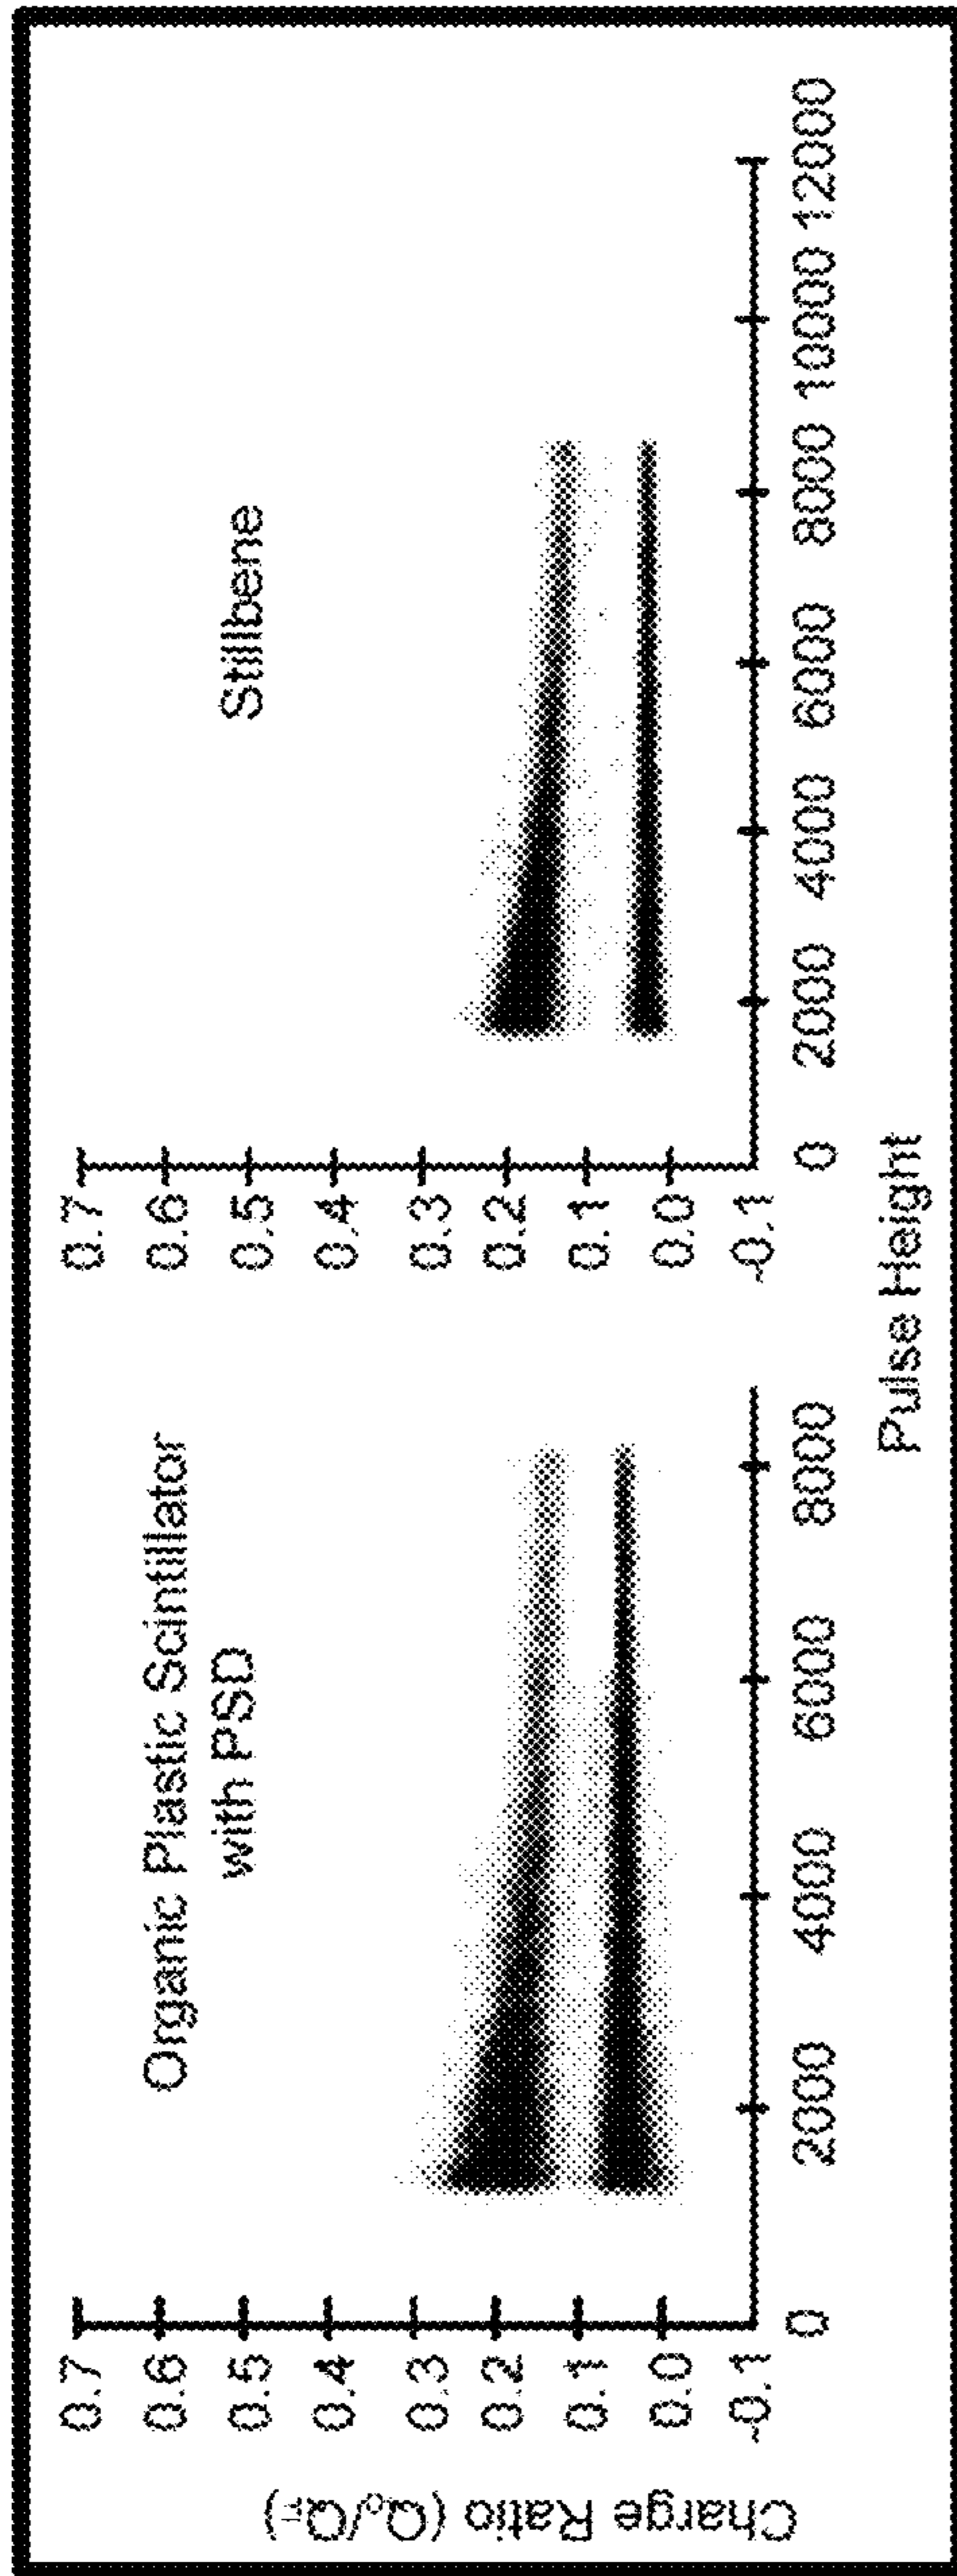 Charge Ratio (Qₒ/Q_F)
Organic Plastic Scintillator
with PSD
0.7
0.6
0.5
0.4
0.3
0.2
0.1
0.0
-0.1
0 2000 4000 6000 8000
Stillbene
0.7
0.6
0.5
0.4
0.3
0.2
0.1
0.0
-0.1
0 2000 4000 6000 8000 10000 12000
Pulse Height